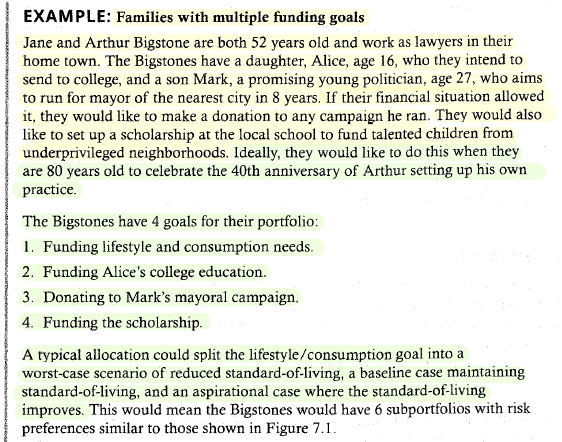 EXAMPLE: Families with multiple funding goals
Jane and Arthur Bigstone are both 52 years old and work as lawyers in their
home town. The Bigstones have a daughter, Alice, age 16, who they intend to
send to college, and a son Mark, a promising young politician, age 27, who aims
to run for mayor of the nearest city in 8 years. If their financial situation allowed
it, they would like to make a donation to any campaign he ran. They would also
like to set up a scholarship at the local school to fund talented children from
underprivileged neighborhoods. Ideally, they would like to do this when they
are 80 years old to celebrate the 40th anniversary of Arthur setting up his own
practice.
The Bigstones have 4 goals for their portfolio:
1. Funding lifestyle and consumption needs.
2. Funding Alice's college education.
3. Donating to Mark's mayoral campaign.
4. Funding the scholarship.
A typical allocation could split the lifestyle/consumption goal into a
worst-case scenario of reduced standard-of-living, a baseline case maintaining
standard-of-living, and an aspirational case where the standard-of-living
improves. This would mean the Bigstones would have 6 subportfolios with risk
preferences similar to those shown in Figure 7.1.